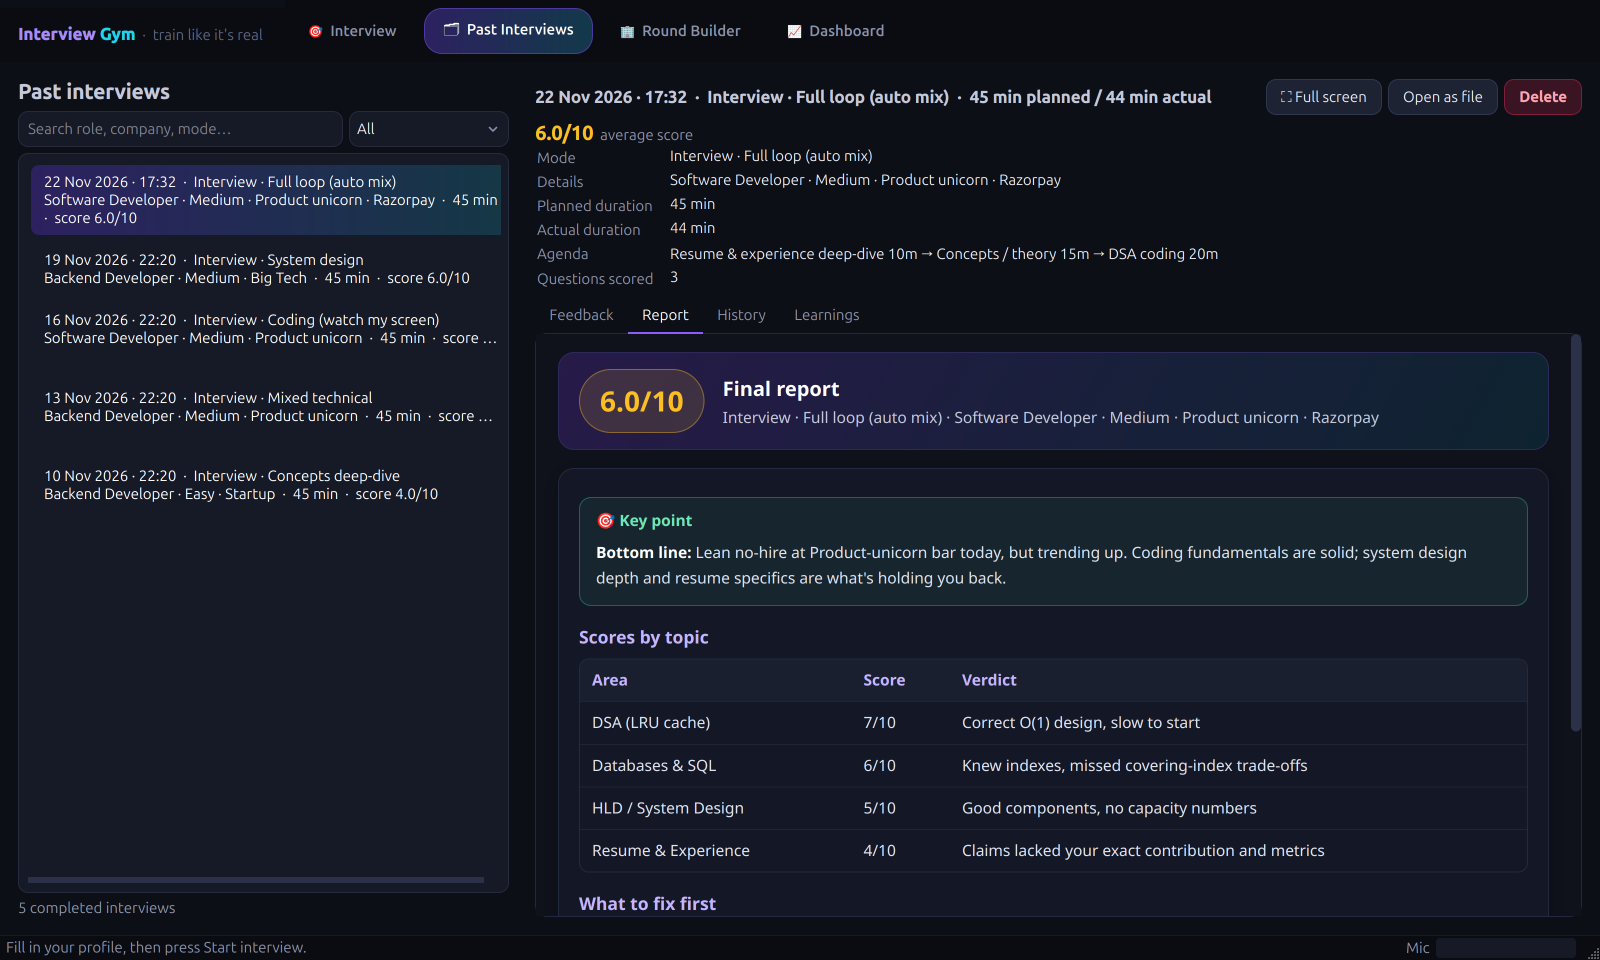 Interview Gym · train like it's real
🎯 Interview
🗂 Past Interviews
🏢 Round Builder
📈 Dashboard
Past interviews
Search role, company, mode…
All
22 Nov 2026 · 17:32 · Interview · Full loop (auto mix)
Software Developer · Medium · Product unicorn · Razorpay · 45 min
· score 6.0/10
19 Nov 2026 · 22:20 · Interview · System design
Backend Developer · Medium · Big Tech · 45 min · score 6.0/10
16 Nov 2026 · 22:20 · Interview · Coding (watch my screen)
Software Developer · Medium · Product unicorn · 45 min · score …
13 Nov 2026 · 22:20 · Interview · Mixed technical
Backend Developer · Medium · Product unicorn · 45 min · score …
10 Nov 2026 · 22:20 · Interview · Concepts deep-dive
Backend Developer · Easy · Startup · 45 min · score 4.0/10
5 completed interviews
22 Nov 2026 · 17:32 · Interview · Full loop (auto mix) · 45 min planned / 44 min actual
⛶ Full screen
Open as file
Delete
6.0/10 average score
Mode Interview · Full loop (auto mix)
Details Software Developer · Medium · Product unicorn · Razorpay
Planned duration 45 min
Actual duration 44 min
Agenda Resume & experience deep-dive 10m → Concepts / theory 15m → DSA coding 20m
Questions scored 3
Feedback
Report
History
Learnings
6.0/10
Final report
Interview · Full loop (auto mix) · Software Developer · Medium · Product unicorn · Razorpay
🎯 Key point
Bottom line: Lean no-hire at Product-unicorn bar today, but trending up. Coding fundamentals are solid; system design
depth and resume specifics are what's holding you back.
Scores by topic
Area Score Verdict
DSA (LRU cache) 7/10 Correct O(1) design, slow to start
Databases & SQL 6/10 Knew indexes, missed covering-index trade-offs
HLD / System Design 5/10 Good components, no capacity numbers
Resume & Experience 4/10 Claims lacked your exact contribution and metrics
What to fix first
Fill in your profile, then press Start interview.
Mic